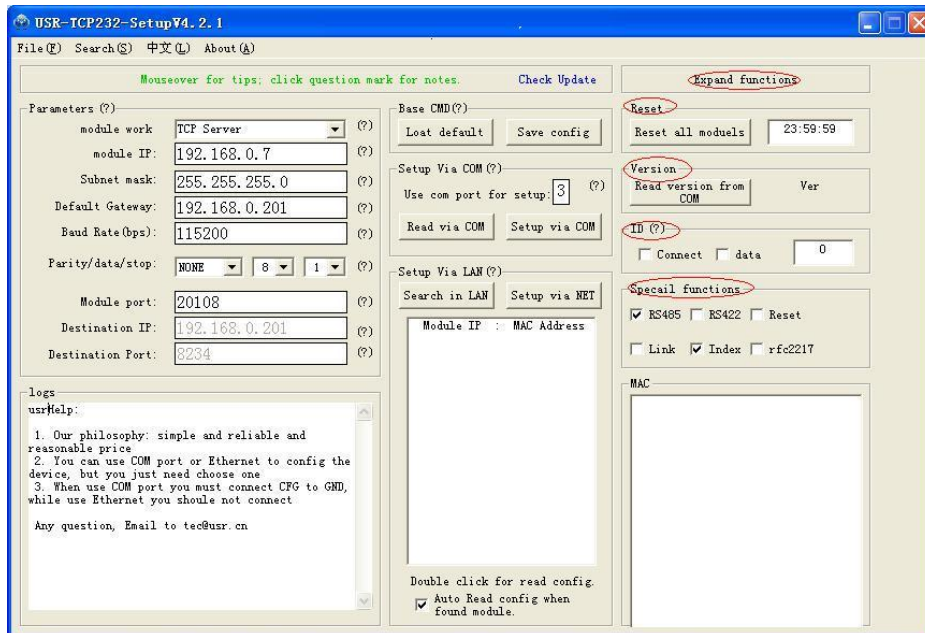 USR-TCP232-SetupV4.2.1
File(F) Search(S) 中文(L) About(A)
Mouseover for tips; click question mark for notes. Check Update
Expand functions
Parameters (?)
module work TCP Server (?)
module IP: 192.168.0.7 (?)
Subnet mask: 255.255.255.0 (?)
Default Gateway: 192.168.0.201 (?)
Baud Rate(bps): 115200 (?)
Parity/data/stop: NONE 8 1 (?)
Module port: 20108 (?)
Destination IP: 192.168.0.201 (?)
Destination Port: 8234 (?)
logs
usrHelp:
1. Our philosophy: simple and reliable and
reasonable price
2. You can use COM port or Ethernet to config the
device, but you just need choose one
3. When use COM port you must connect CFG to GND,
while use Ethernet you shoule not connect
Any question, Email to tec@usr.cn
Base CMD(?)
Loat default Save config
Setup Via COM(?)
Use com port for setup: 3 (?)
Read via COM Setup via COM
Setup Via LAN(?)
Search in LAN Setup via NET
Module IP : MAC Address
Double click for read config.
Auto Read config when
found module.
Reset
Reset all moduels 23:59:59
Version
Read version from
COM
Ver
ID (?)
Connect data 0
Specail functions
RS485 RS422 Reset
Link Index rfc2217
MAC